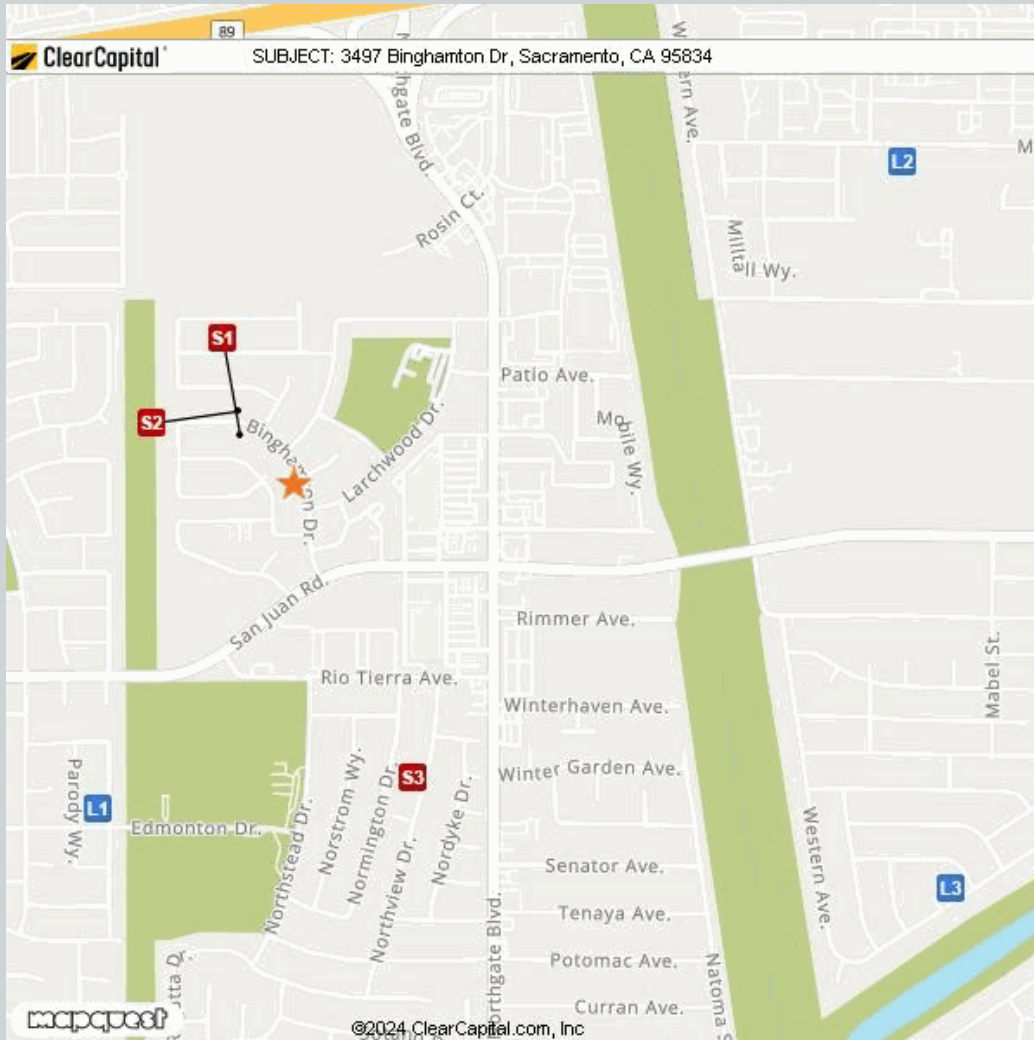 89
ClearCapital
SUBJECT: 3497 Binghamton Dr, Sacramento, CA 95834
Northgate Blvd.
Western Ave.
L2
Rosin Ct.
Milltall Wy.
S1
Patio Ave.
S2
Binghamton Dr.
Larchwood Dr.
Mobile Wy.
San Juan Rd.
Rimmer Ave.
Rio Tierra Ave.
Mabel St.
Winterhaven Ave.
Parody Wy.
L1
Norstrom Wy.
Normington Dr.
S3
Winter Garden Ave.
Edmonton Dr.
Northstead Dr.
Northview Dr.
Nordyke Dr.
Western Ave.
Senator Ave.
L3
Tenaya Ave.
Northgate Blvd.
Potomac Ave.
Natoma
Curran Ave.
mapquest
©2024 ClearCapital.com, Inc